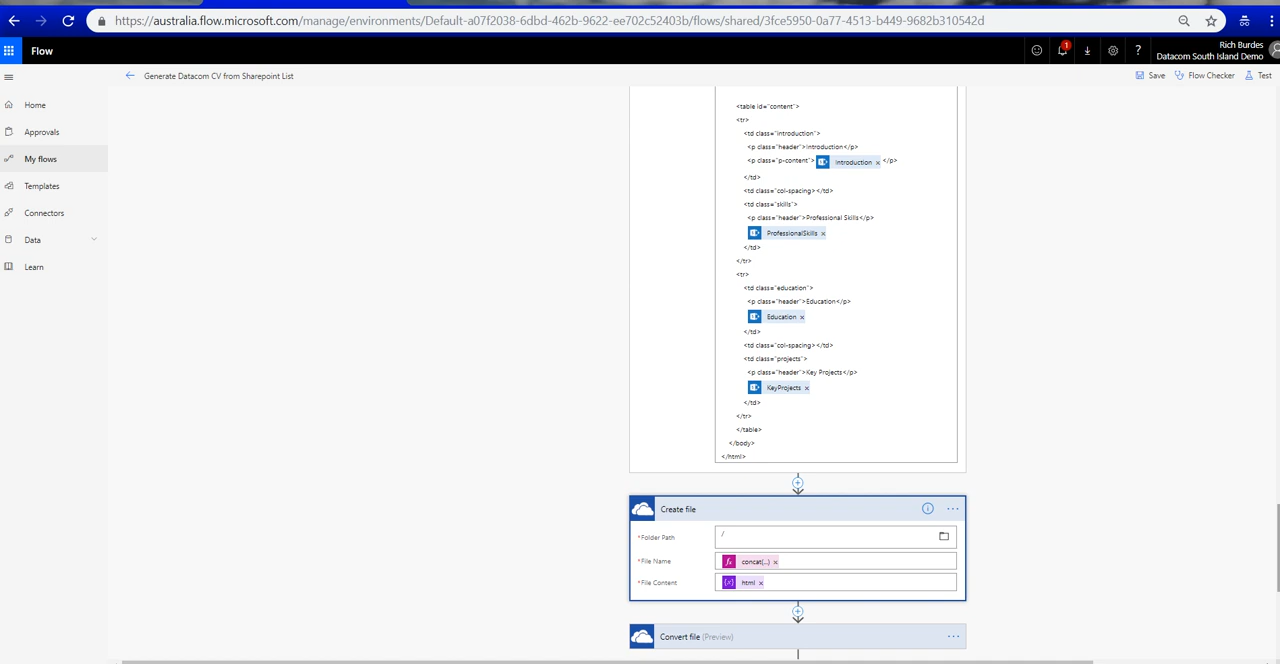 https://australia.flow.microsoft.com/manage/environments/Default-a07f2038-6dbd-462b-9622-ee702c52403b/flows/shared/3fce5950-0a77-4513-b449-9682b310542d
Flow
1
?
Rich Burdes
Datacom South Island Demo
Generate Datacom CV from Sharepoint List
Save
Flow Checker
Test
Home
Approvals
My flows
Templates
Connectors
Data
Learn
<table id="content">
<tr>
<td class="introduction">
<p class="header">Introduction</p>
<p class="p-content"> Introduction × </p>
</td>
<td class="col-spacing"></td>
<td class="skills">
<p class="header">Professional Skills</p>
ProfessionalSkills ×
</td>
</tr>
<tr>
<td class="education">
<p class="header">Education</p>
Education ×
</td>
<td class="col-spacing"></td>
<td class="projects">
<p class="header">Key Projects</p>
KeyProjects ×
</td>
</tr>
</table>
</body>
</html>
Create file
*Folder Path /
*File Name fx concat(...) ×
*File Content {x} html ×
Convert file (Preview)